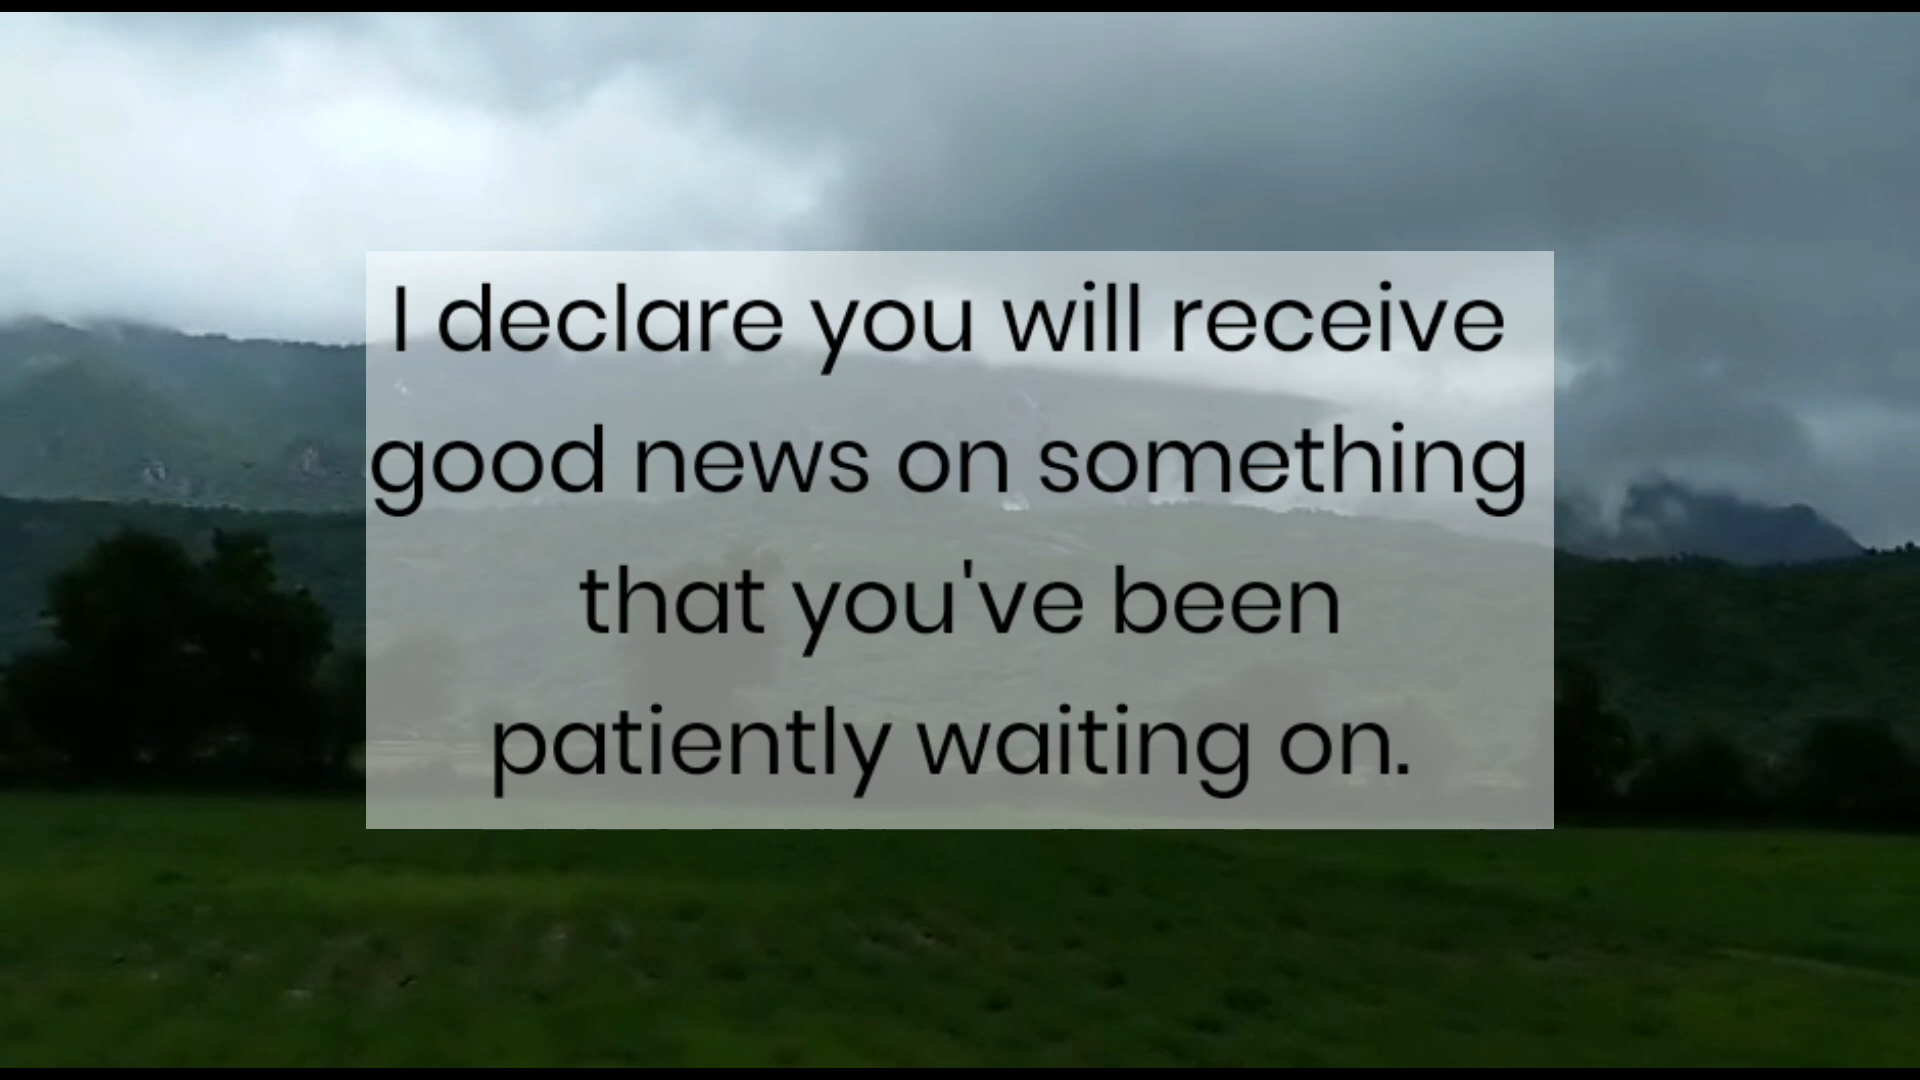 I declare you will receive
good news on something
that you've been
patiently waiting on.